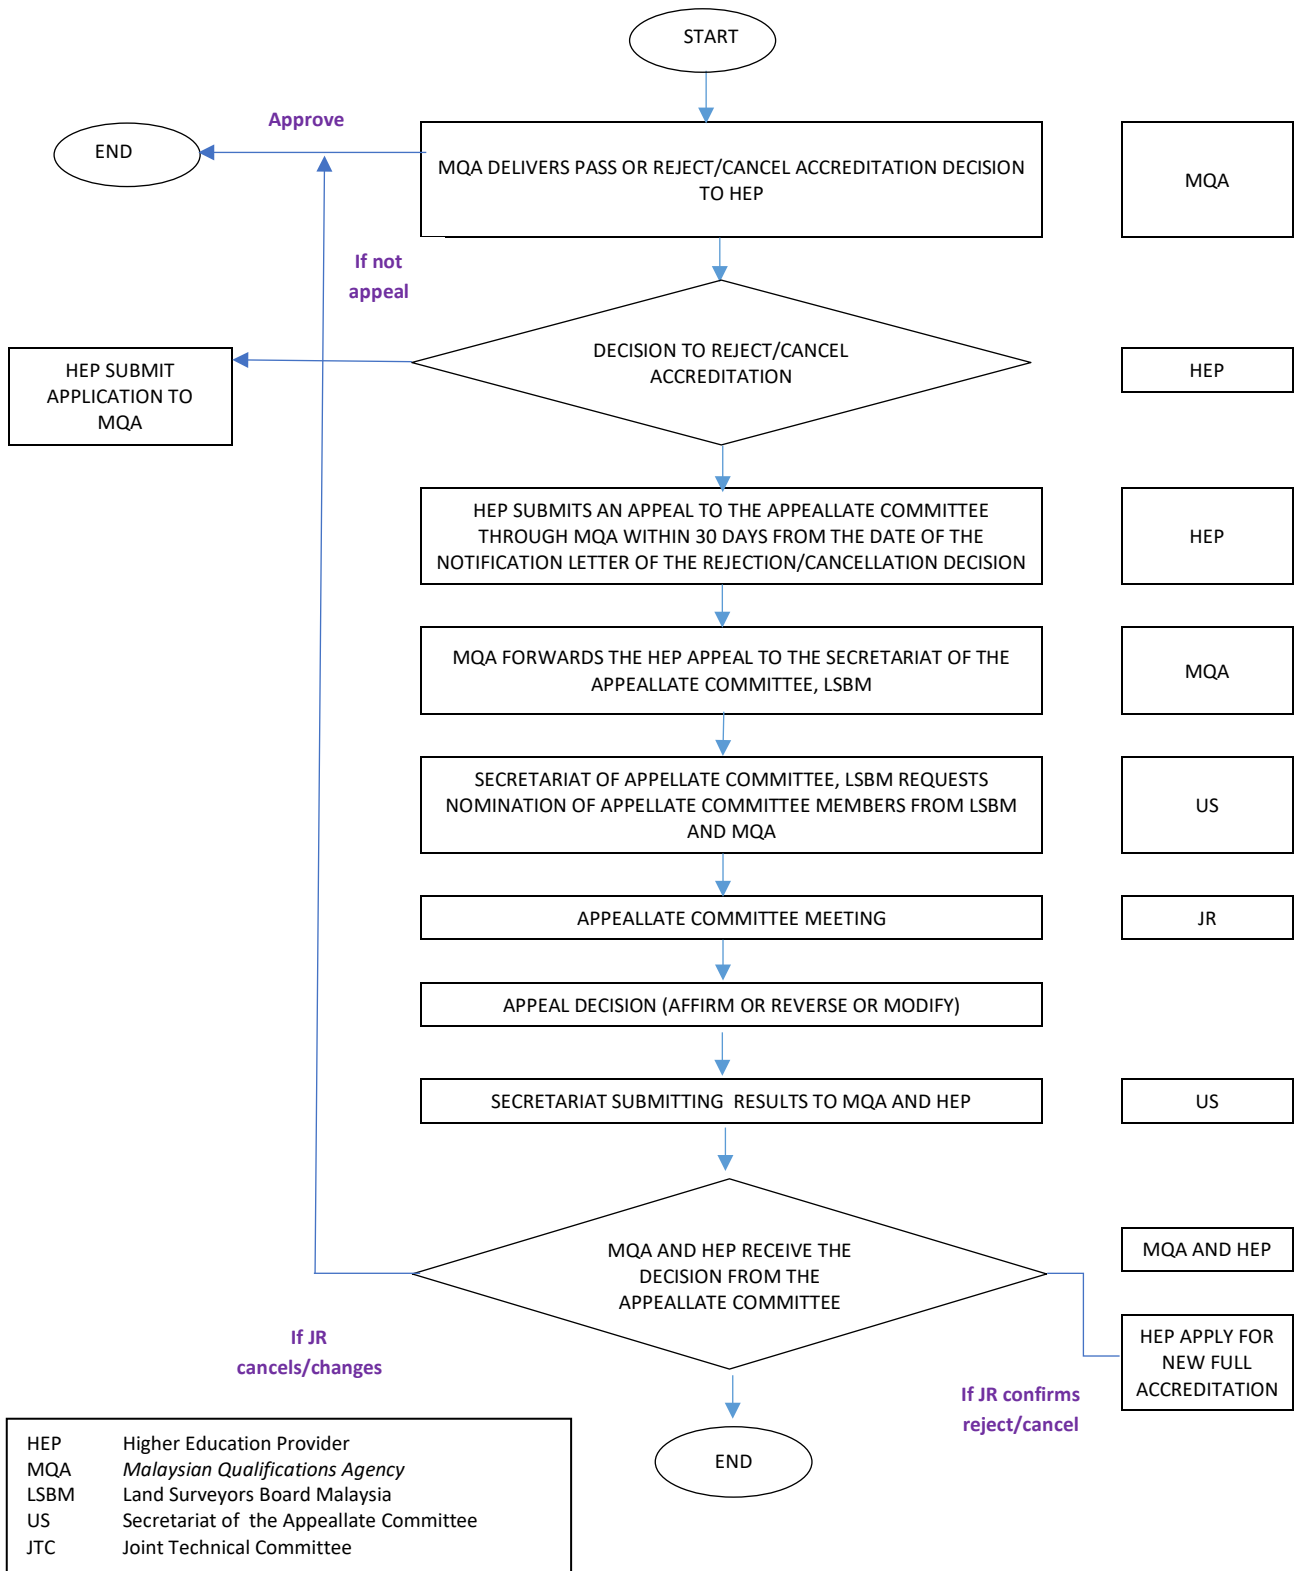 START
Approve
END
MQA DELIVERS PASS OR REJECT/CANCEL ACCREDITATION DECISION
TO HEP
MQA
If not
appeal
DECISION TO REJECT/CANCEL
ACCREDITATION
HEP SUBMIT
APPLICATION TO
MQA
HEP
HEP SUBMITS AN APPEAL TO THE APPEALLATE COMMITTEE
THROUGH MQA WITHIN 30 DAYS FROM THE DATE OF THE
NOTIFICATION LETTER OF THE REJECTION/CANCELLATION DECISION
HEP
MQA FORWARDS THE HEP APPEAL TO THE SECRETARIAT OF THE
APPEALLATE COMMITTEE, LSBM
MQA
SECRETARIAT OF APPELLATE COMMITTEE, LSBM REQUESTS
NOMINATION OF APPELLATE COMMITTEE MEMBERS FROM LSBM
AND MQA
US
APPEALLATE COMMITTEE MEETING
JR
APPEAL DECISION (AFFIRM OR REVERSE OR MODIFY)
SECRETARIAT SUBMITTING RESULTS TO MQA AND HEP
US
MQA AND HEP RECEIVE THE
DECISION FROM THE
APPEALLATE COMMITTEE
MQA AND HEP
If JR
cancels/changes
HEP APPLY FOR
NEW FULL
ACCREDITATION
If JR confirms
reject/cancel
END
HEP Higher Education Provider
MQA Malaysian Qualifications Agency
LSBM Land Surveyors Board Malaysia
US Secretariat of the Appeallate Committee
JTC Joint Technical Committee